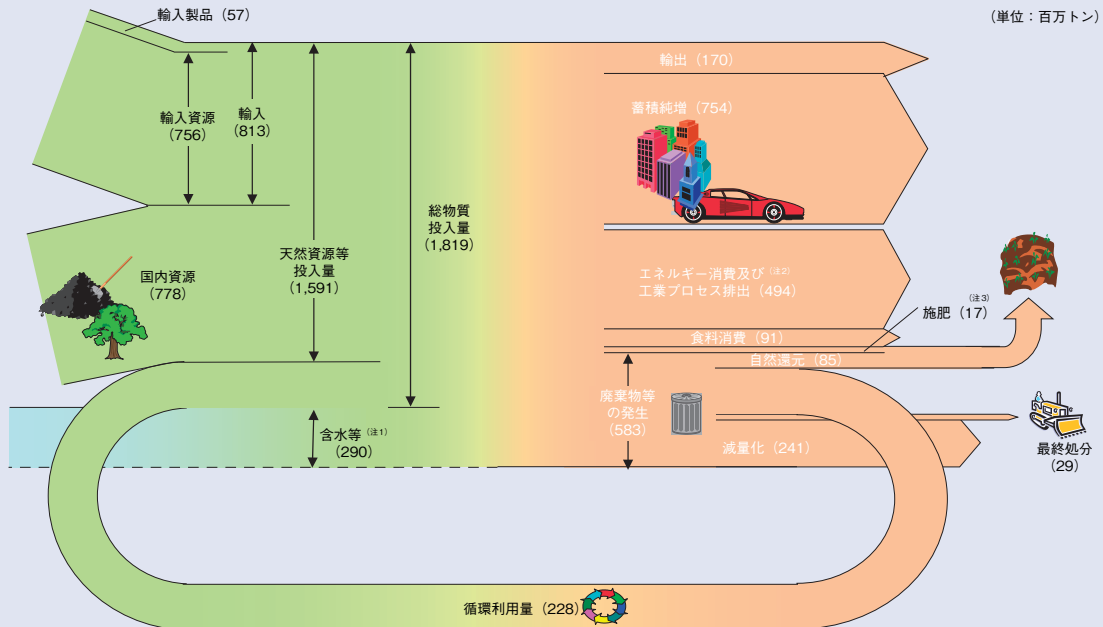 輸入製品（57）
（単位：百万トン）
輸入資源
（756）
輸入
（813）
国内資源
（778）
天然資源等
投入量
（1,591）
総物質
投入量
（1,819）
含水等（注1）
（290）
輸出（170）
蓄積純増（754）
エネルギー消費及び（注2）
工業プロセス排出（494）
食料消費（91）
（注3）
施肥（17）
自然還元（85）
廃棄物等
の発生
（583）
減量化（241）
最終処分
（29）
循環利用量（228）